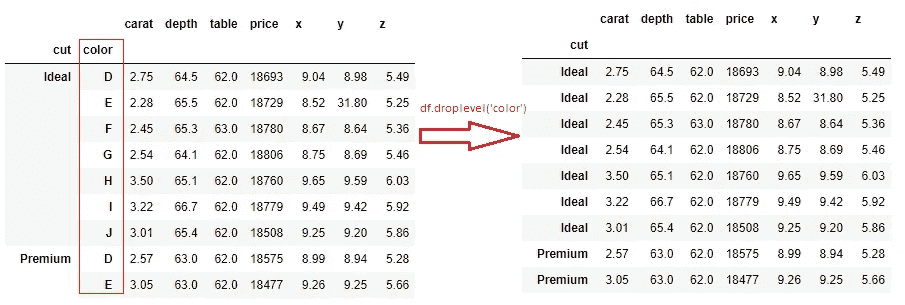 carat depth table price x y z
cut color
Ideal D 2.75 64.5 62.0 18693 9.04 8.98 5.49
E 2.28 65.5 62.0 18729 8.52 31.80 5.25
F 2.45 65.3 63.0 18780 8.67 8.64 5.36
G 2.54 64.1 62.0 18806 8.75 8.69 5.46
H 3.50 65.1 62.0 18760 9.65 9.59 6.03
I 3.22 66.7 62.0 18779 9.49 9.42 5.92
J 3.01 65.4 62.0 18508 9.25 9.20 5.86
Premium D 2.57 63.0 62.0 18575 8.99 8.94 5.28
E 3.05 63.0 62.0 18477 9.26 9.25 5.66
df.droplevel('color')
carat depth table price x y z
cut
Ideal 2.75 64.5 62.0 18693 9.04 8.98 5.49
Ideal 2.28 65.5 62.0 18729 8.52 31.80 5.25
Ideal 2.45 65.3 63.0 18780 8.67 8.64 5.36
Ideal 2.54 64.1 62.0 18806 8.75 8.69 5.46
Ideal 3.50 65.1 62.0 18760 9.65 9.59 6.03
Ideal 3.22 66.7 62.0 18779 9.49 9.42 5.92
Ideal 3.01 65.4 62.0 18508 9.25 9.20 5.86
Premium 2.57 63.0 62.0 18575 8.99 8.94 5.28
Premium 3.05 63.0 62.0 18477 9.26 9.25 5.66